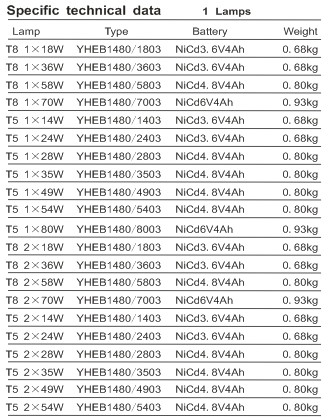 Specific technical data 1 Lamps
Lamp Type Battery Weight
T8 1×18W YHEB1480/1803 NiCd3.6V4Ah 0.68kg
T8 1×36W YHEB1480/3603 NiCd3.6V4Ah 0.68kg
T8 1×58W YHEB1480/5803 NiCd4.8V4Ah 0.80kg
T8 1×70W YHEB1480/7003 NiCd6V4Ah 0.93kg
T5 1×14W YHEB1480/1403 NiCd3.6V4Ah 0.68kg
T5 1×24W YHEB1480/2403 NiCd3.6V4Ah 0.68kg
T5 1×28W YHEB1480/2803 NiCd4.8V4Ah 0.80kg
T5 1×35W YHEB1480/3503 NiCd4.8V4Ah 0.80kg
T5 1×49W YHEB1480/4903 NiCd4.8V4Ah 0.80kg
T5 1×54W YHEB1480/5403 NiCd4.8V4Ah 0.80kg
T5 1×80W YHEB1480/8003 NiCd6V4Ah 0.93kg
T8 2×18W YHEB1480/1803 NiCd3.6V4Ah 0.68kg
T8 2×36W YHEB1480/3603 NiCd3.6V4Ah 0.68kg
T8 2×58W YHEB1480/5803 NiCd4.8V4Ah 0.80kg
T8 2×70W YHEB1480/7003 NiCd6V4Ah 0.93kg
T5 2×14W YHEB1480/1403 NiCd3.6V4Ah 0.68kg
T5 2×24W YHEB1480/2403 NiCd3.6V4Ah 0.68kg
T5 2×28W YHEB1480/2803 NiCd4.8V4Ah 0.80kg
T5 2×35W YHEB1480/3503 NiCd4.8V4Ah 0.80kg
T5 2×49W YHEB1480/4903 NiCd4.8V4Ah 0.80kg
T5 2×54W YHEB1480/5403 NiCd4.8V4Ah 0.80kg